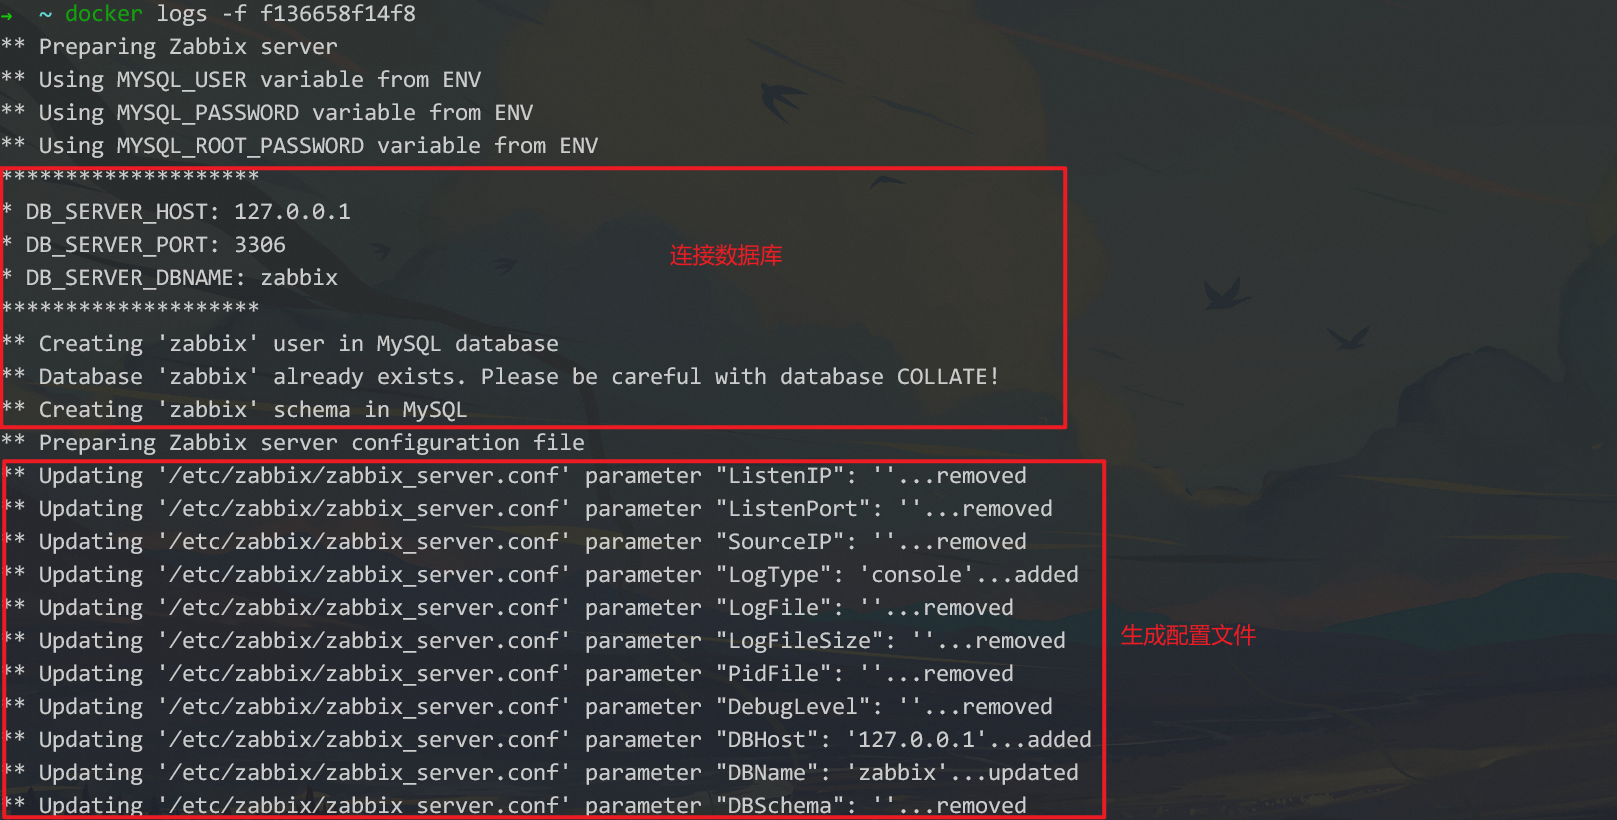 → ~ docker logs -f f136658f14f8
** Preparing Zabbix server
** Using MYSQL_USER variable from ENV
** Using MYSQL_PASSWORD variable from ENV
** Using MYSQL_ROOT_PASSWORD variable from ENV
********************
* DB_SERVER_HOST: 127.0.0.1
* DB_SERVER_PORT: 3306
连接数据库
* DB_SERVER_DBNAME: zabbix
********************
** Creating 'zabbix' user in MySQL database
** Database 'zabbix' already exists. Please be careful with database COLLATE!
** Creating 'zabbix' schema in MySQL
** Preparing Zabbix server configuration file
** Updating '/etc/zabbix/zabbix_server.conf' parameter "ListenIP": ''...removed
** Updating '/etc/zabbix/zabbix_server.conf' parameter "ListenPort": ''...removed
** Updating '/etc/zabbix/zabbix_server.conf' parameter "SourceIP": ''...removed
** Updating '/etc/zabbix/zabbix_server.conf' parameter "LogType": 'console'...added
** Updating '/etc/zabbix/zabbix_server.conf' parameter "LogFile": ''...removed
** Updating '/etc/zabbix/zabbix_server.conf' parameter "LogFileSize": ''...removed
生成配置文件
** Updating '/etc/zabbix/zabbix_server.conf' parameter "PidFile": ''...removed
** Updating '/etc/zabbix/zabbix_server.conf' parameter "DebugLevel": ''...removed
** Updating '/etc/zabbix/zabbix_server.conf' parameter "DBHost": '127.0.0.1'...added
** Updating '/etc/zabbix/zabbix_server.conf' parameter "DBName": 'zabbix'...updated
** Updating '/etc/zabbix/zabbix_server.conf' parameter "DBSchema": ''...removed